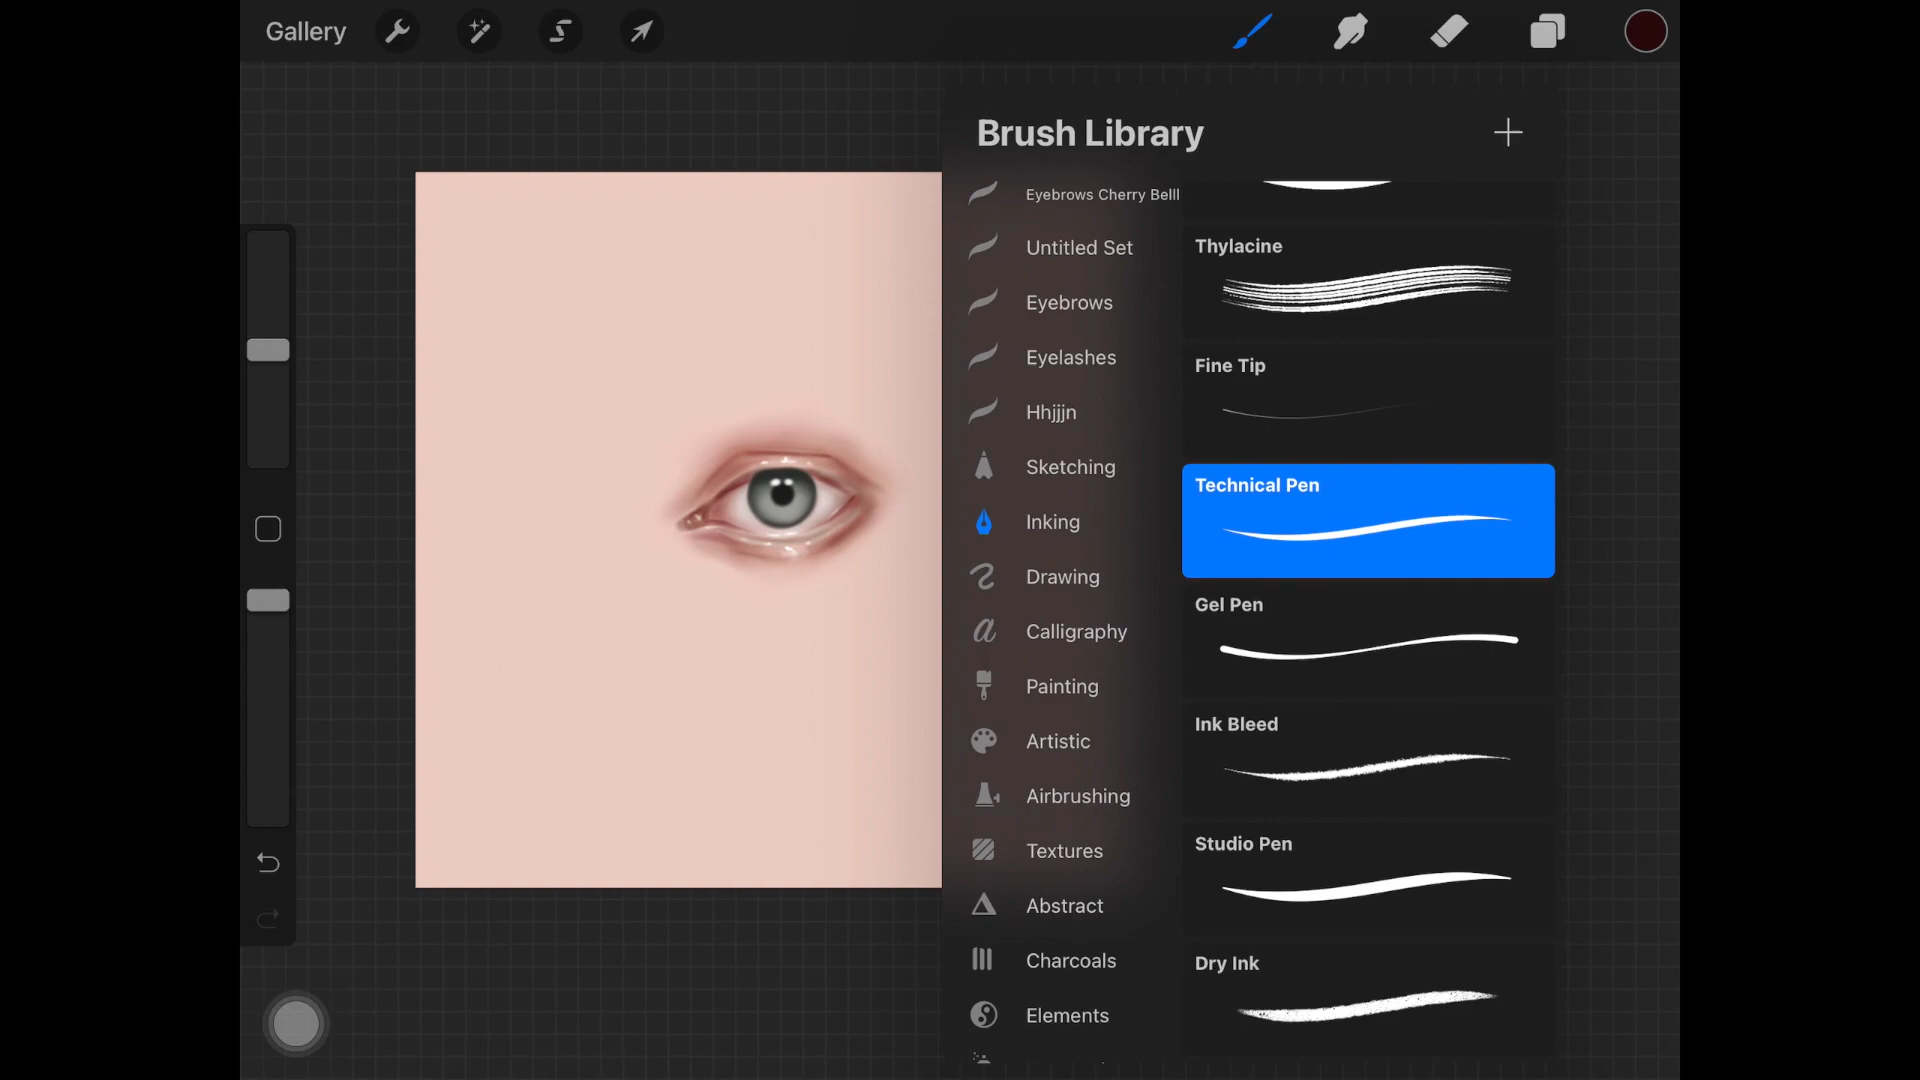 Gallery
Brush Library
Eyebrows Cherry Belll
Untitled Set
Eyebrows
Eyelashes
Hhjjjn
Sketching
Inking
Drawing
Calligraphy
Painting
Artistic
Airbrushing
Textures
Abstract
Charcoals
Elements
Thylacine
Fine Tip
Technical Pen
Gel Pen
Ink Bleed
Studio Pen
Dry Ink